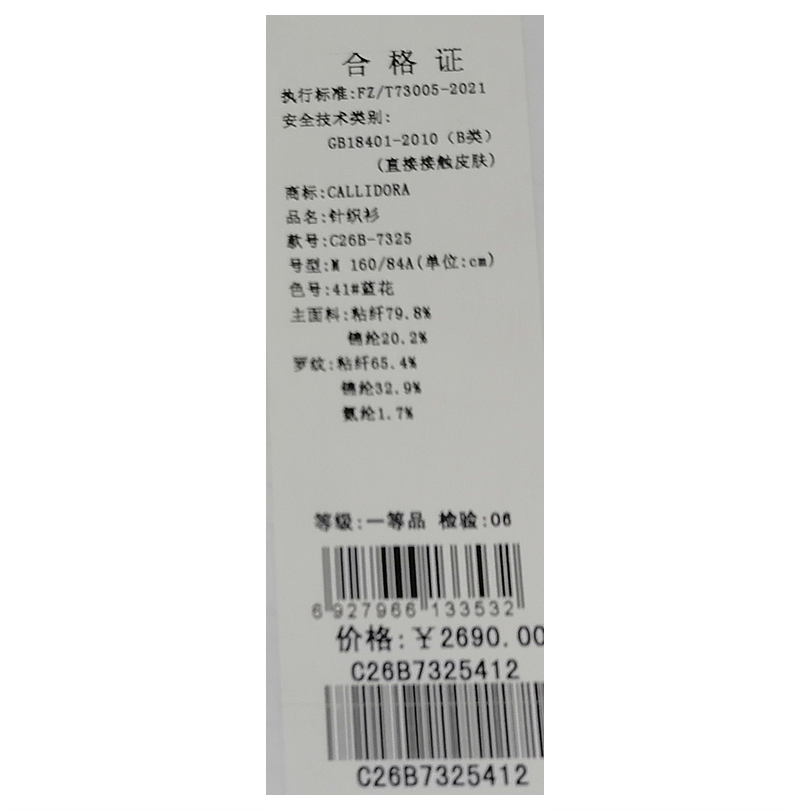 合格证
执行标准:FZ/T73005-2021
安全技术类别:
GB18401-2010（B类）
(直接接触皮肤)
商标:CALLIDORA
品名:针织衫
款号:C26B-7325
号型:M 160/84A(单位:cm)
色号:41#蓝花
主面料:粘纤79.8%
锦纶20.2%
罗纹:粘纤65.4%
锦纶32.9%
氨纶1.7%
等级:一等品 检验:06
6 927966 133532
价格:￥2690.00
C26B7325412
C26B7325412